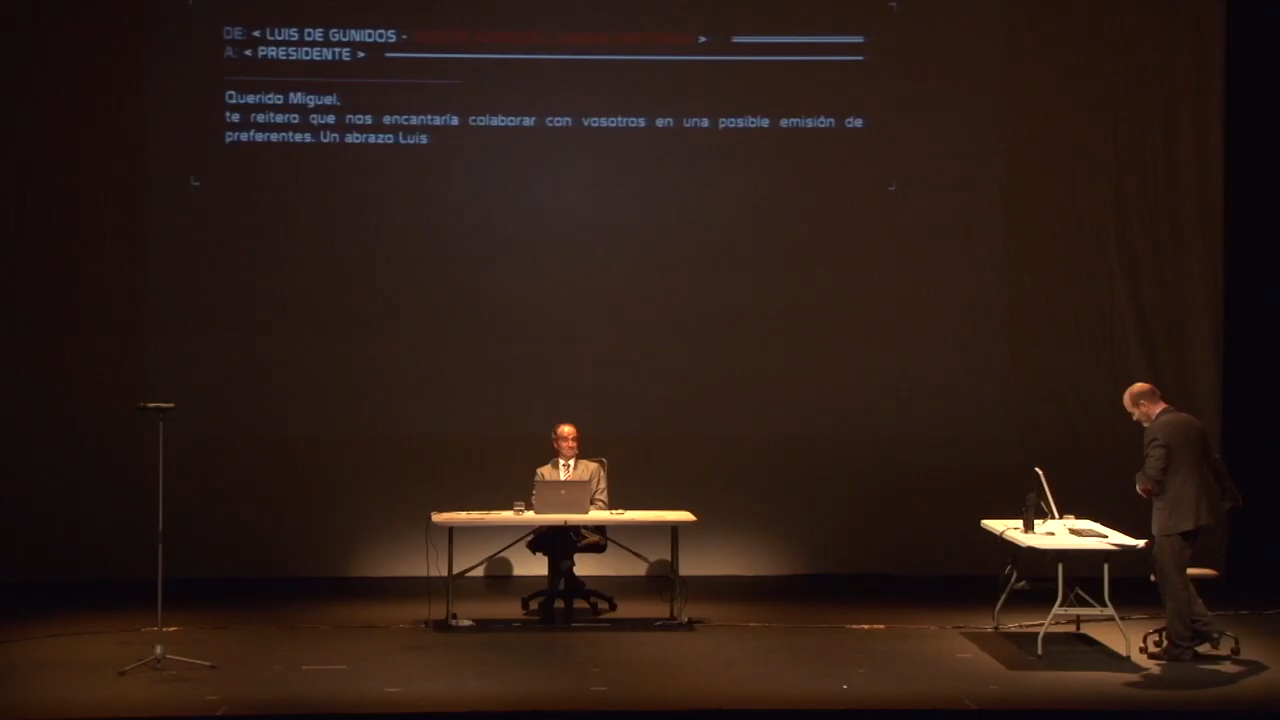 DE: < LUIS DE GUNIDOS - >
A: < PRESIDENTE >
Querido Miguel,
te reitero que nos encantaría colaborar con vosotros en una posible emisión de
preferentes. Un abrazo Luis